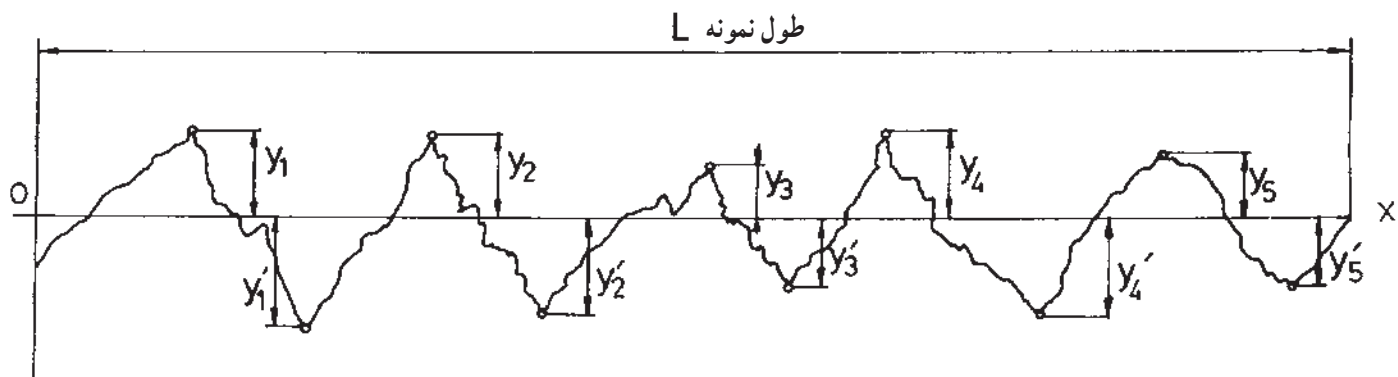 طول نمونه L
O
y₁ y₂ y₃ y₄ y₅
x
y₁′ y₂′ y₃′ y₄′ y₅′